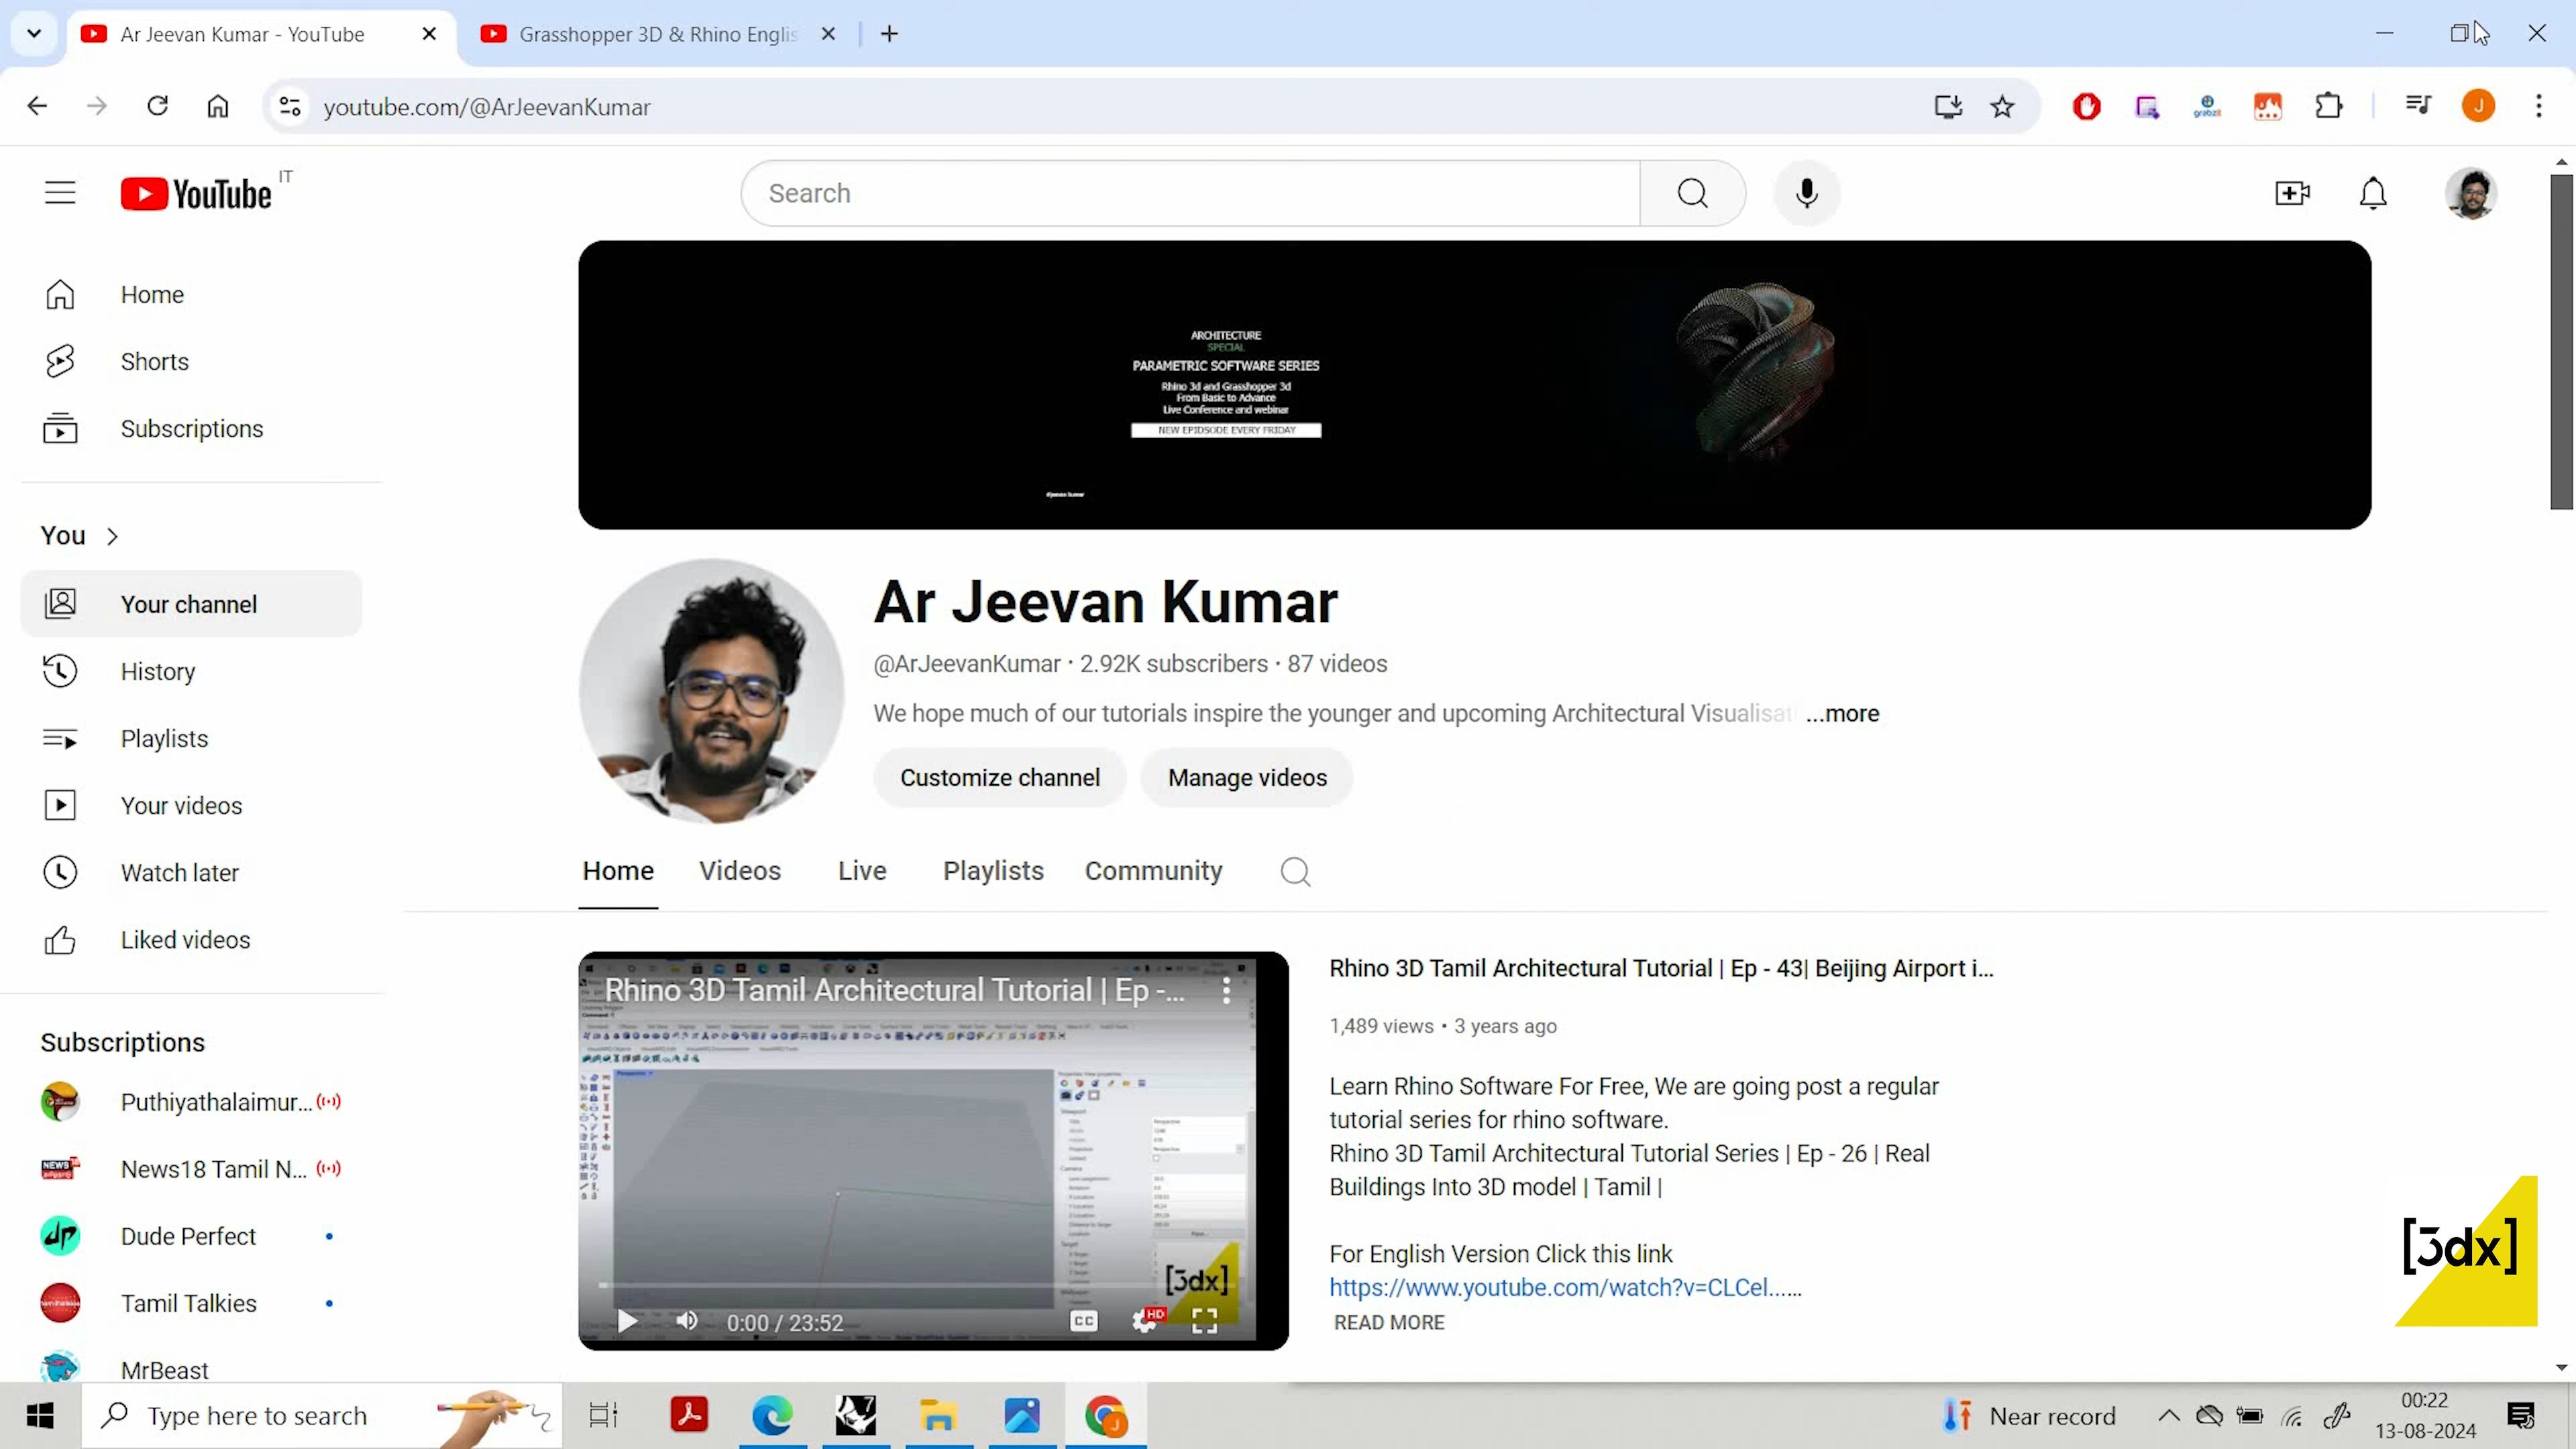 Ar Jeevan Kumar - YouTube
Grasshopper 3D & Rhino Englis
youtube.com/@ArJeevanKumar
grabzit
J
YouTube IT
Search
Home
Shorts
Subscriptions
You
Your channel
History
Playlists
Your videos
Watch later
Liked videos
Subscriptions
Puthiyathalaimur...
News18 Tamil N...
Dude Perfect
Tamil Talkies
MrBeast
ARCHITECTURE
SPECIAL
PARAMETRIC SOFTWARE SERIES
Rhino 3d and Grasshopper 3d
From Basic to Advance
Live Conference and webinar
NEW EPIDSODE EVERY FRIDAY
Ar Jeevan Kumar
@ArJeevanKumar • 2.92K subscribers • 87 videos
We hope much of our tutorials inspire the younger and upcoming Architectural Visualisat ...more
Customize channel
Manage videos
Home
Videos
Live
Playlists
Community
Rhino 3D Tamil Architectural Tutorial | Ep -...
[3dx]
0:00 / 23:52
CC
HD
Rhino 3D Tamil Architectural Tutorial | Ep - 43| Beijing Airport i...
1,489 views • 3 years ago
Learn Rhino Software For Free, We are going post a regular
tutorial series for rhino software.
Rhino 3D Tamil Architectural Tutorial Series | Ep - 26 | Real
Buildings Into 3D model | Tamil |
For English Version Click this link
https://www.youtube.com/watch?v=CLCel......
READ MORE
[3dx]
Type here to search
Near record
00:22
13-08-2024